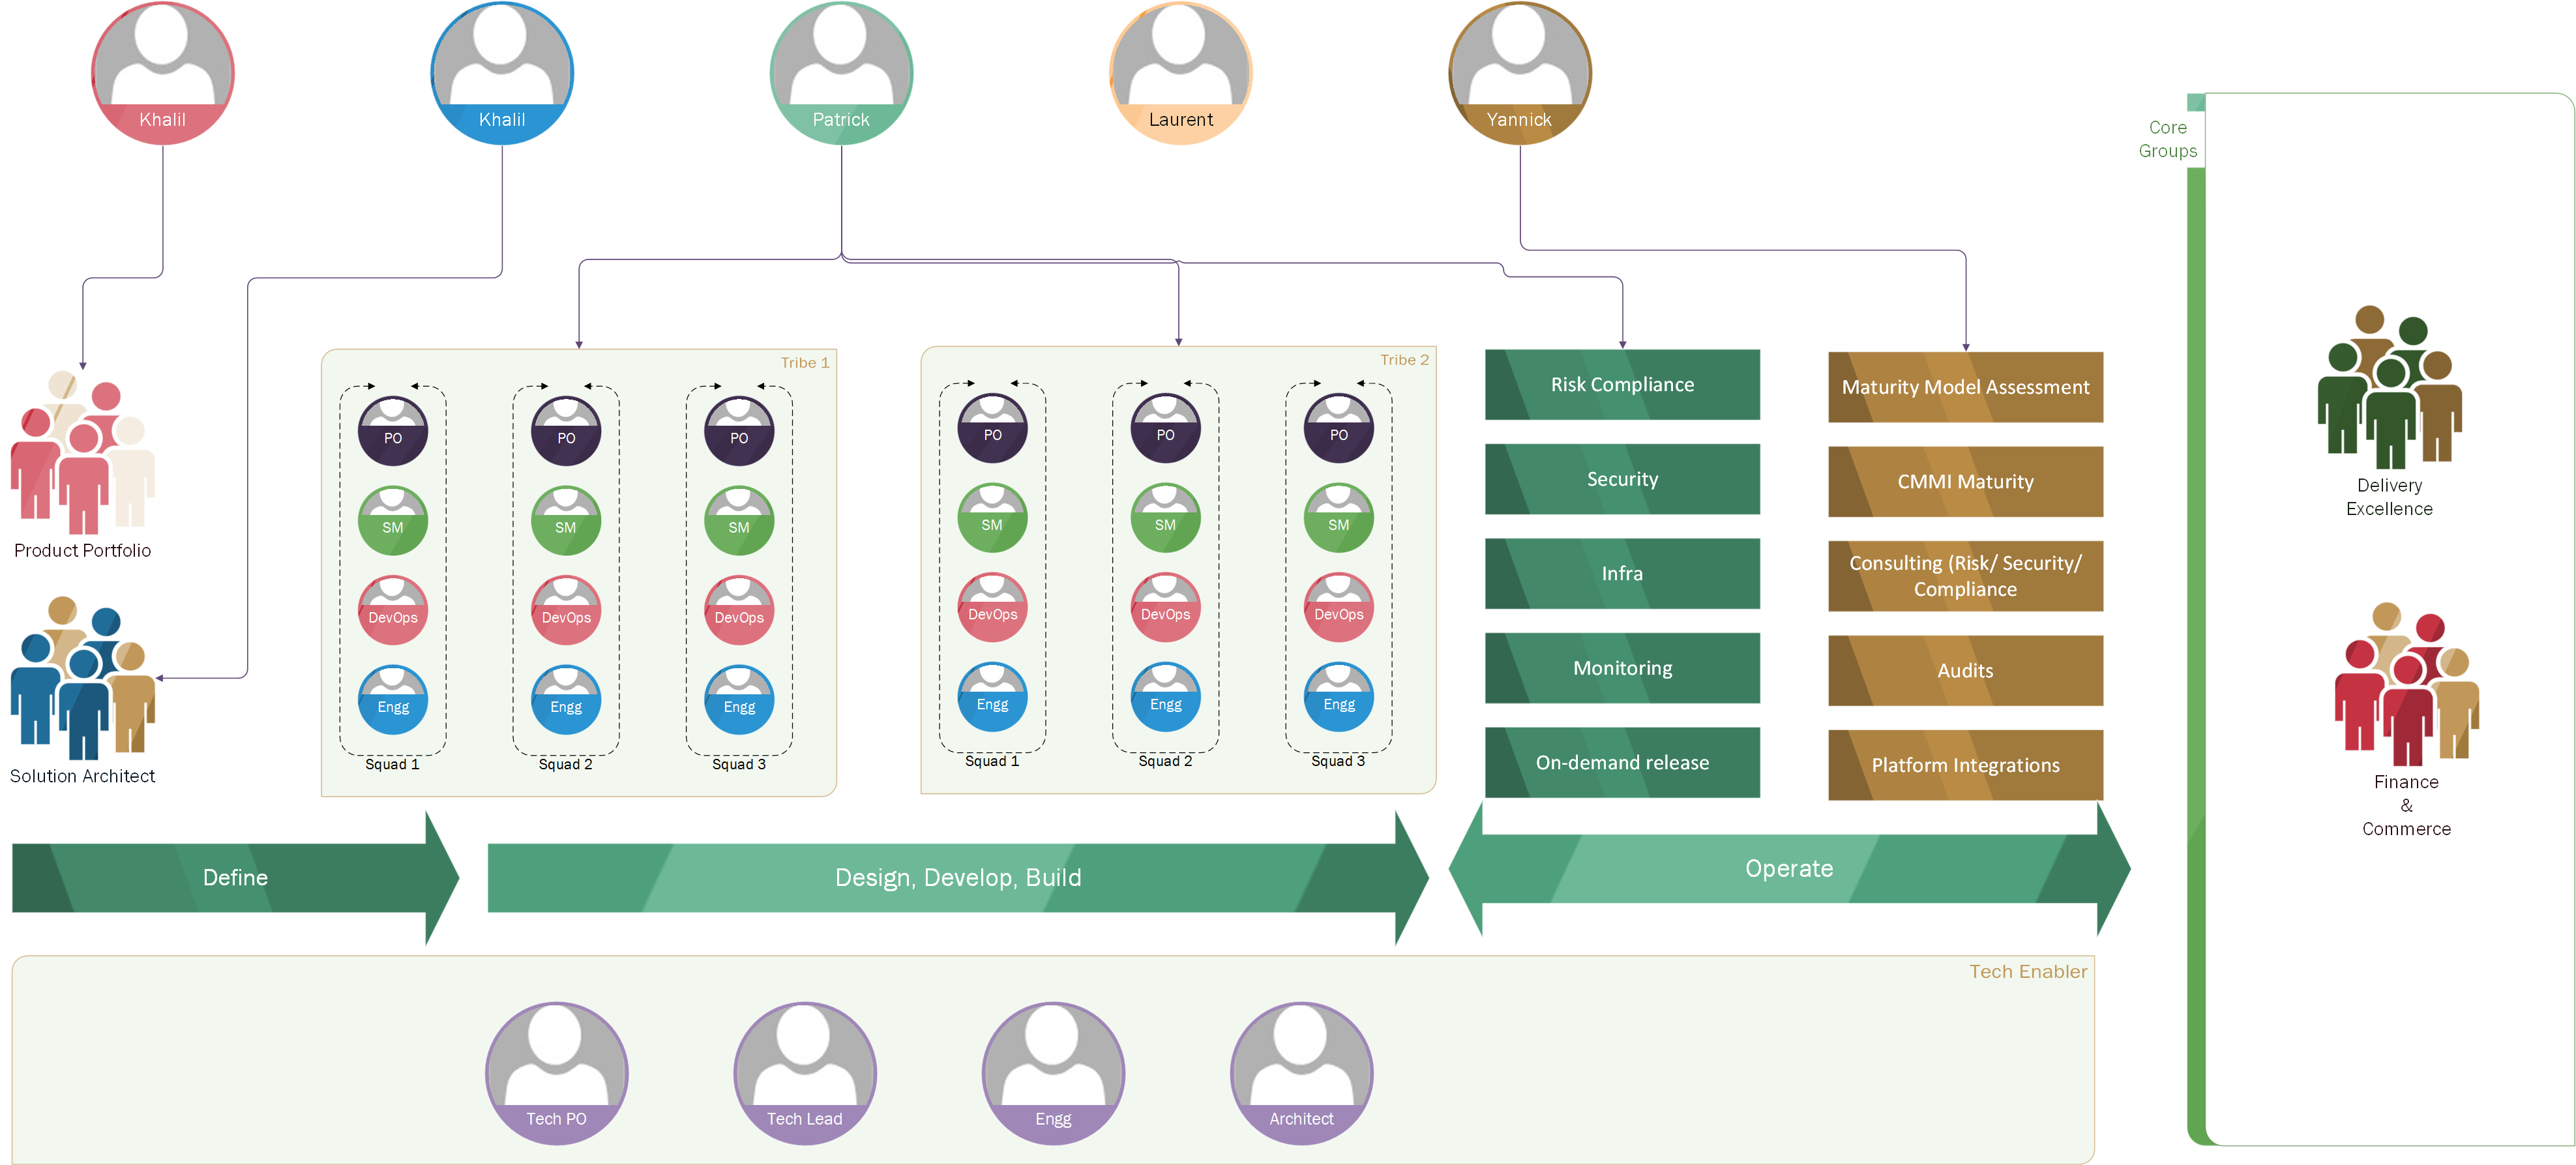 Khalil
Khalil
Patrick
Laurent
Yannick
Core
Groups
Product Portfolio
Solution Architect
Tribe 1
PO
PO
PO
SM
SM
SM
DevOps
DevOps
DevOps
Engg
Engg
Engg
Squad 1
Squad 2
Squad 3
Tribe 2
PO
PO
PO
SM
SM
SM
DevOps
DevOps
DevOps
Engg
Engg
Engg
Squad 1
Squad 2
Squad 3
Risk Compliance
Security
Infra
Monitoring
On-demand release
Maturity Model Assessment
CMMI Maturity
Consulting (Risk/ Security/
Compliance
Audits
Platform Integrations
Delivery
Excellence
Finance
&
Commerce
Define
Design, Develop, Build
Operate
Tech Enabler
Tech PO
Tech Lead
Engg
Architect